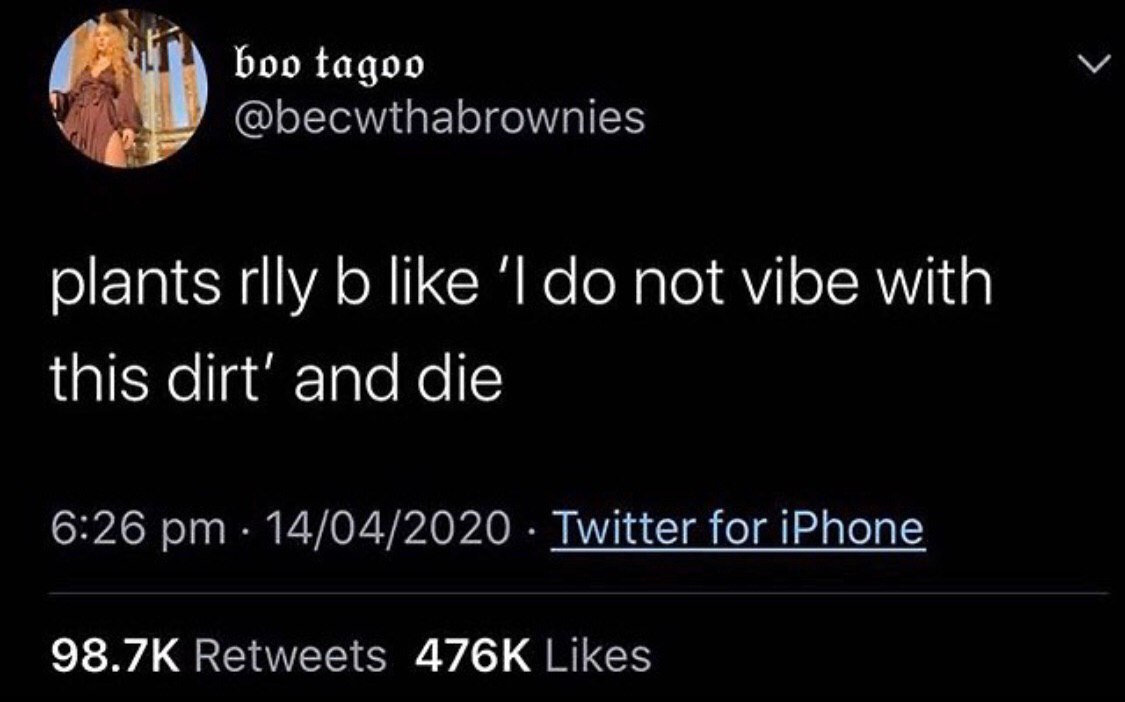 boo tagoo
@becwthabrownies
plants rlly b like ‘I do not vibe with
this dirt’ and die
6:26 pm · 14/04/2020 · Twitter for iPhone
98.7K Retweets 476K Likes